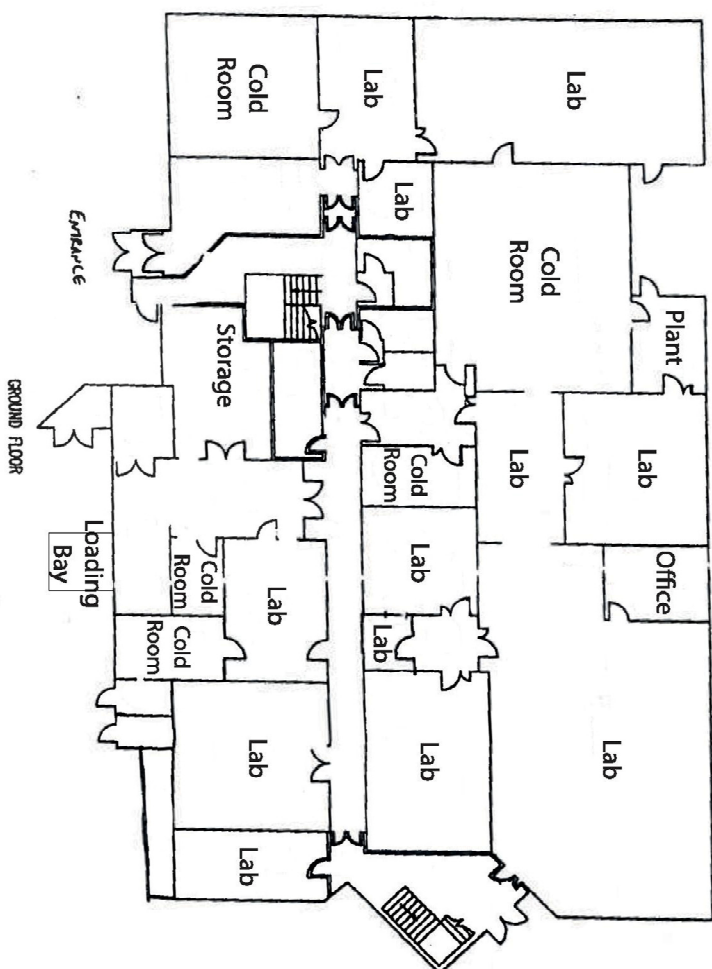 Plant
Office
Lab
Lab
Lab
Cold
Room
Lab
Lab
Lab
Cold
Room
Lab
Lab
Lab
Lab
Lab
Lab
Cold
Room
Storage
Cold
Room
Cold
Room
Loading
Bay
ENTRANCE
GROUND FLOOR